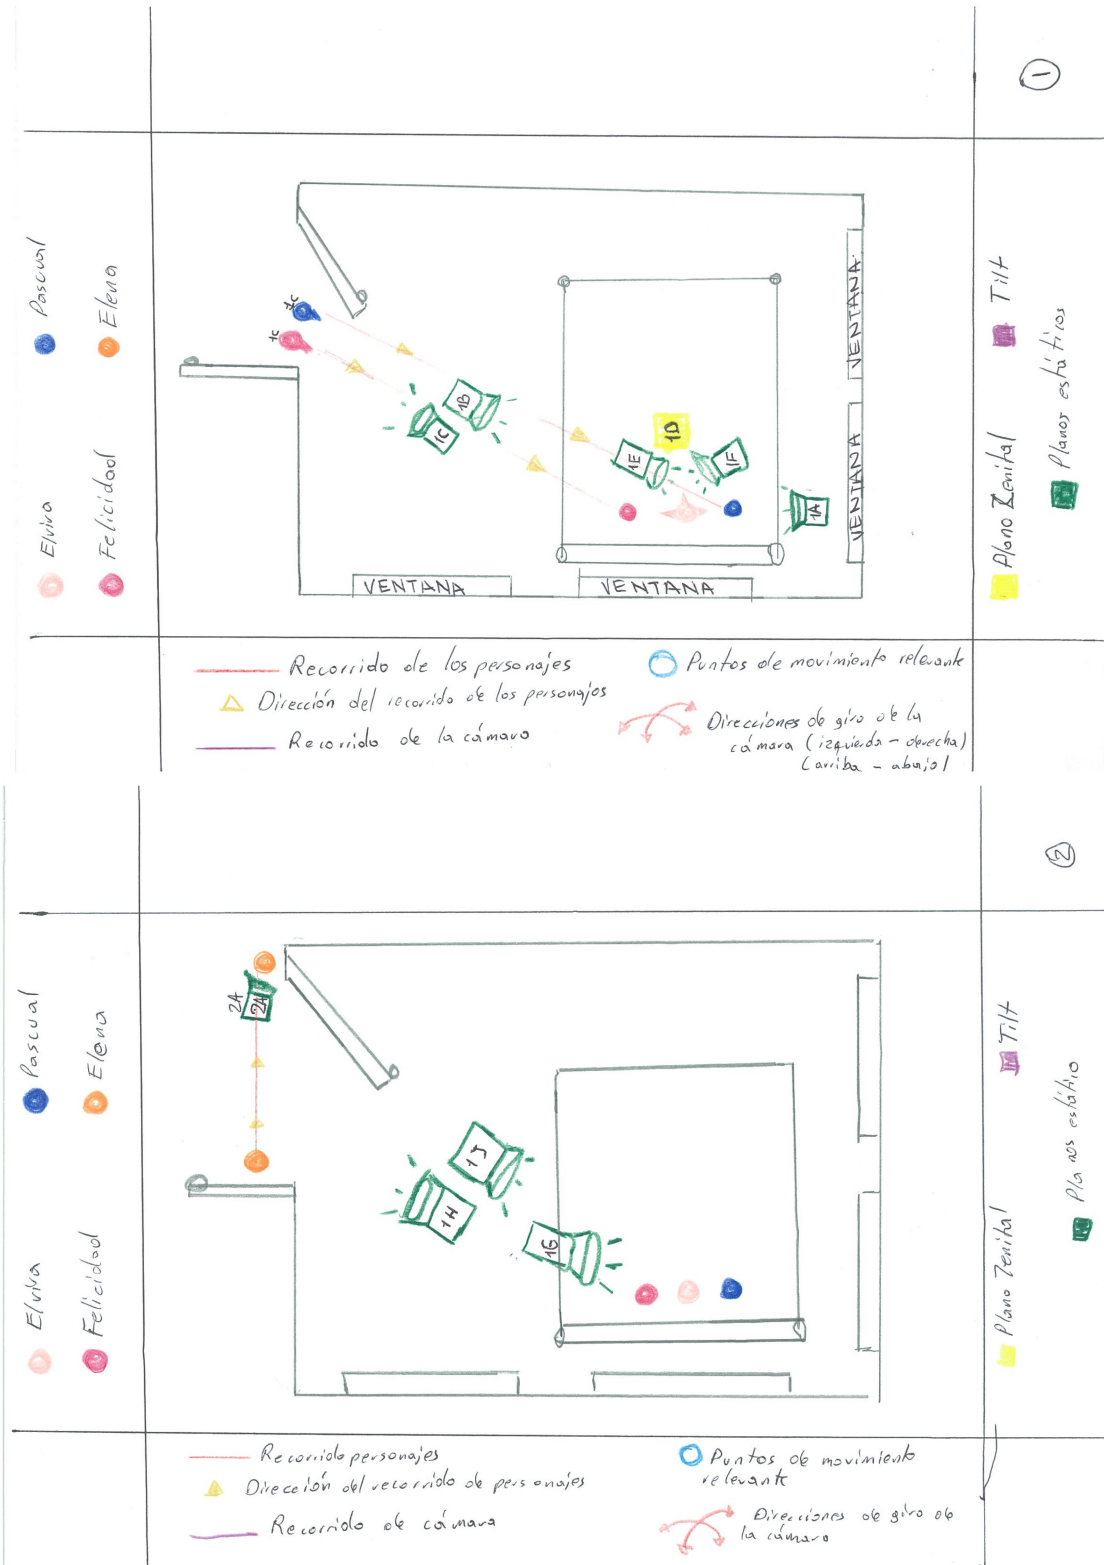 1
Pascual
Elena
Elvira
Felicidad
1C
1C
1B
1C
1E
1D
1F
1A
VENTANA
VENTANA
VENTANA
VENTANA
Tilt
Planos estáticos
Plano Zenital
Recorrido de los personajes
Dirección del recorrido de los personajes
Recorrido de la cámara
Puntos de movimiento relevante
Direcciones de giro de la
cámara (izquierda - derecha)
(arriba - abajo)
2
Pascual
Elena
Elvira
Felicidad
2A
2A
1J
1H
1G
Tilt
Planos estático
Plano Zenital
Recorrido personajes
Dirección del recorrido de personajes
Recorrido de cámara
Puntos de movimiento
relevante
Direcciones de giro de
la cámara